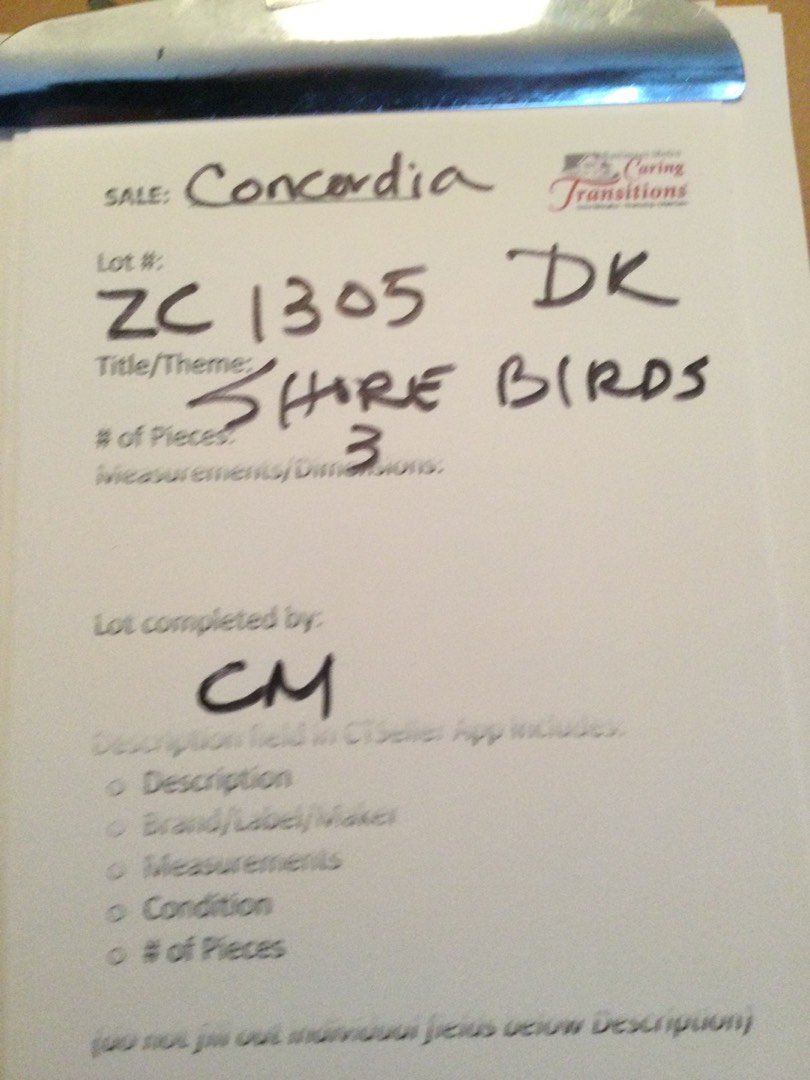 SALE: Concordia
Caring
Transitions
Lot #:
ZC 1305 DK
Title/Theme: SHORE BIRDS
# of Pieces: 3
Measurements/Dimensions:
Lot completed by:
CM
Description field in CTSeller App includes:
o Description
o Brand/Label/Maker
o Measurements
o Condition
o # of Pieces
(do not fill out individual fields below Description)